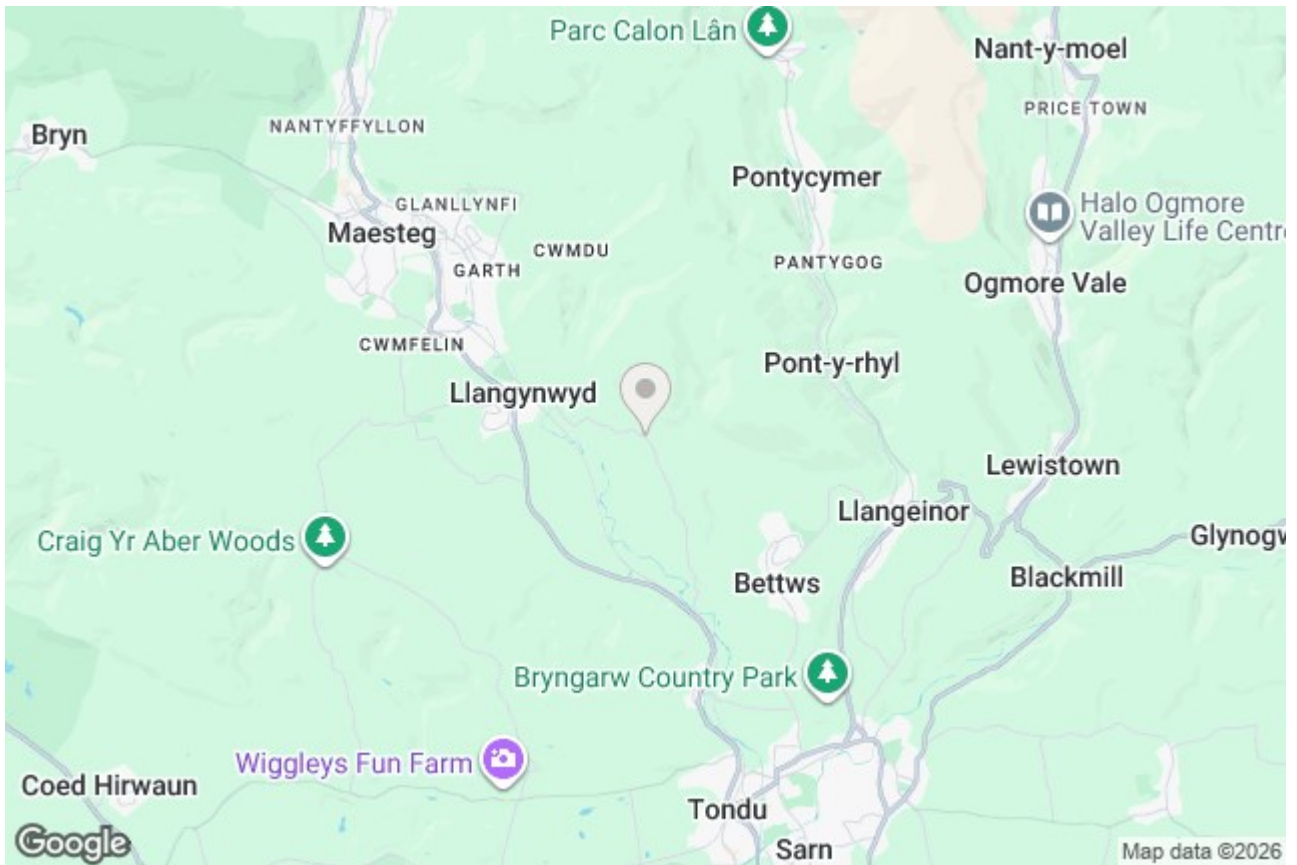 Parc Calon Lân
Nant-y-moel
PRICE TOWN
Bryn
NANTYFFYLLON
Pontycymer
GLANLLYNFI
Halo Ogmore
Valley Life Centr
Maesteg
CWMDU
GARTH
PANTYGOG
Ogmore Vale
CWMFELIN
Pont-y-rhyl
Llangynwyd
Lewistown
Llangeinor
Craig Yr Aber Woods
Glynogw
Bettws
Blackmill
Bryngarw Country Park
Wiggleys Fun Farm
Coed Hirwaun
Tondu
Sarn
Google
Map data ©2026